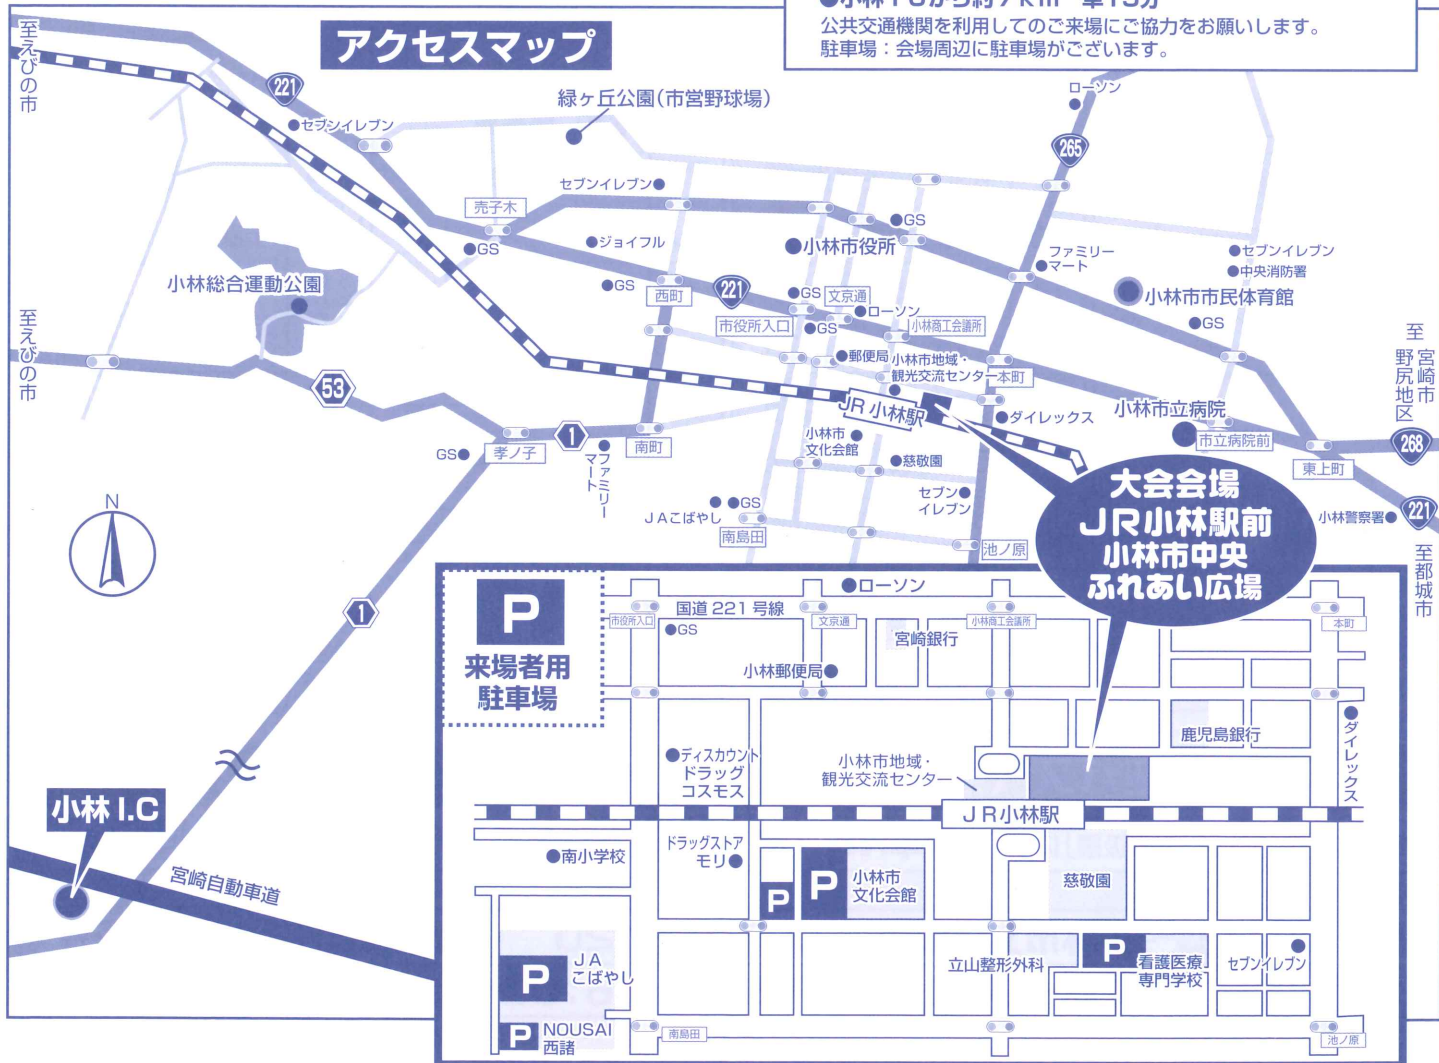 ●小林ICから約7km 車15分
公共交通機関を利用してのご来場にご協力をお願いします。
駐車場：会場周辺に駐車場がございます。
アクセスマップ
至えびの市
221
●セブンイレブン
緑ヶ丘公園(市営野球場)
●
ローソン
●
265
セブンイレブン●
売子木
●GS
●ジョイフル
●GS
●小林市役所
●GS
ファミリー
●マート
●セブンイレブン
●中央消防署
小林総合運動公園
●
西町
221
●GS
文京通
●ローソン
市役所入口
●GS
小林商工会議所
●小林市市民体育館
●GS
至えびの市
至
宮崎市
野尻地区
53
●郵便局
小林市地域・
観光交流センター
●
本町
JR小林駅
●ダイレックス
小林市立病院
●
市立病院前
268
1
南町
孝ノ子
GS●
●ファミリーマート
小林市
文化会館
●
●慈敬園
東上町
セブン●
イレブン
● ●GS
JAこばやし
南島田
池ノ原
小林警察署●
221
至都城市
N
大会会場
JR小林駅前
小林市中央
ふれあい広場
1
P
来場者用
駐車場
●ローソン
国道221号線
市役所入口
●GS
文京通
小林商工会議所
本町
宮崎銀行
小林郵便局●
鹿児島銀行
●ダイレックス
●ディスカウント
ドラッグ
コスモス
小林市地域・
観光交流センター
JR小林駅
小林I.C
宮崎自動車道
●南小学校
ドラッグストア
モリ●
P
P
小林市
文化会館
慈敬園
P
JA
こばやし
立山整形外科
P
看護医療
専門学校
●
セブンイレブン
P
NOUSAI
西諸
南島田
池ノ原